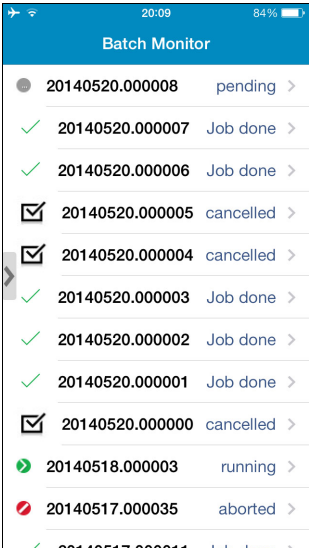 20:09
84%
Batch Monitor
20140520.000008 pending
20140520.000007 Job done
20140520.000006 Job done
20140520.000005 cancelled
20140520.000004 cancelled
20140520.000003 Job done
20140520.000002 Job done
20140520.000001 Job done
20140520.000000 cancelled
20140518.000003 running
20140517.000035 aborted